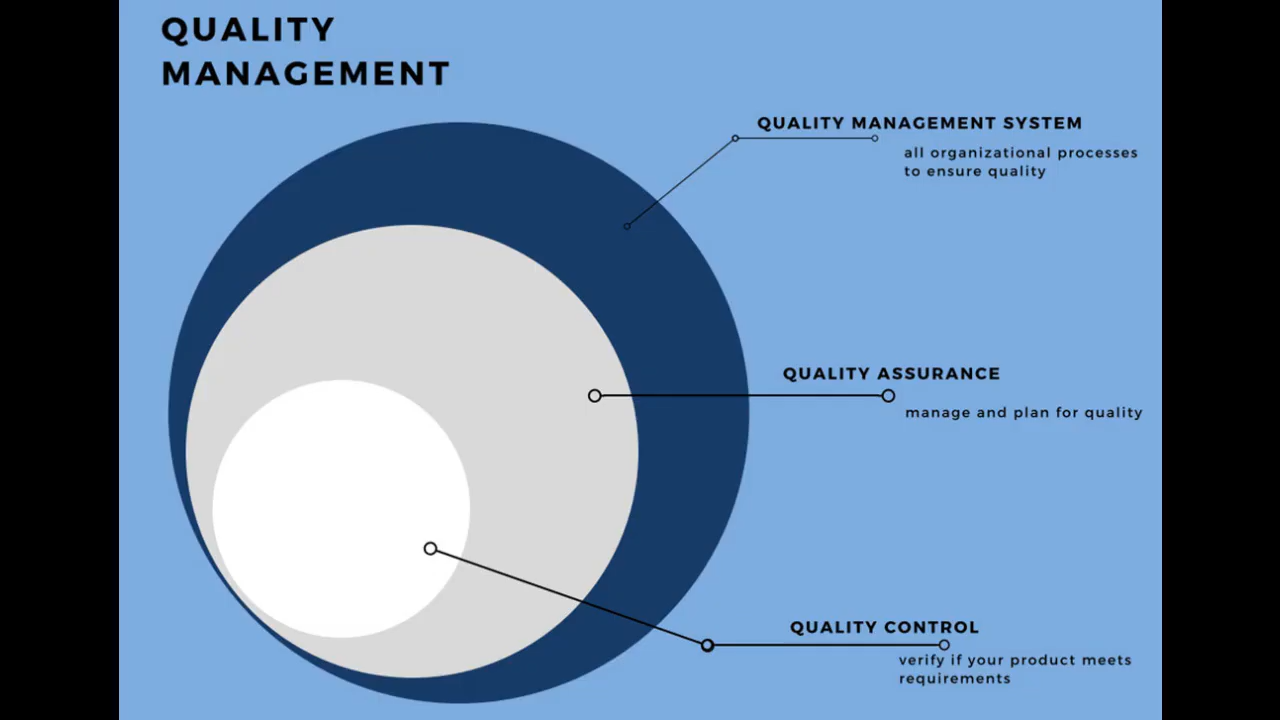 QUALITY
MANAGEMENT
QUALITY MANAGEMENT SYSTEM
all organizational processes
to ensure quality
QUALITY ASSURANCE
manage and plan for quality
QUALITY CONTROL
verify if your product meets
requirements